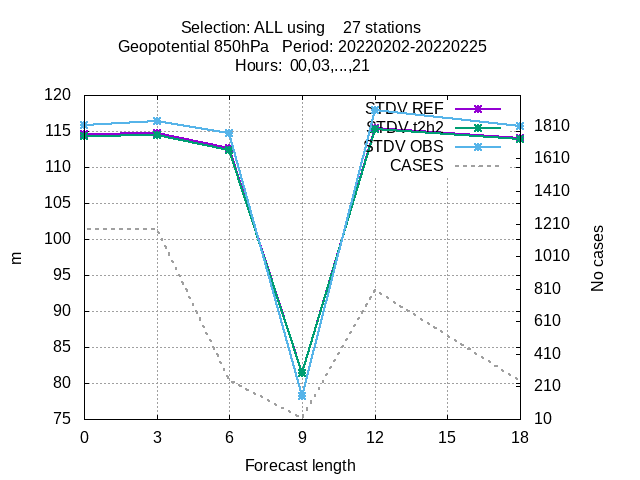 Selection: ALL using    27 stations
Geopotential 850hPa   Period: 20220202-20220225
Hours:  00,03,...,21
STDV REF
STDV t2h2
STDV OBS
CASES
120
115
110
105
100
95
90
85
80
75
m
1810
1610
1410
1210
1010
810
610
410
210
10
No cases
0 3 6 9 12 15 18
Forecast length